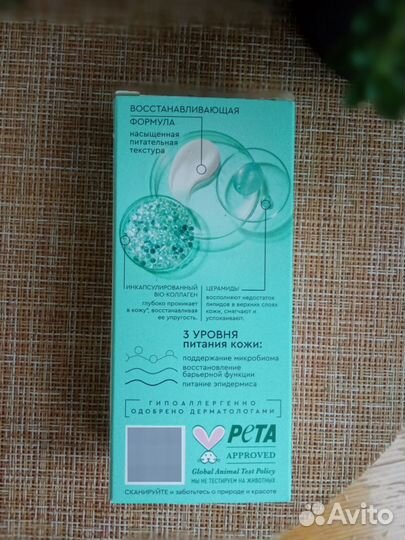 ВОССТАНАВЛИВАЮЩАЯ
ФОРМУЛА
насыщенная
питательная
текстура
ИНКАПСУЛИРОВАННЫЙ
BIO-КОЛЛАГЕН
глубоко проникает
в кожу*, восстанавливая
ее упругость.
ЦЕРАМИДЫ
восполняют недостаток
липидов в верхних слоях
кожи, смягчают и
успокаивают.
3 УРОВНЯ
питания кожи:
поддержание микробиома
восстановление
барьерной функции
питание эпидермиса
ГИПОАЛЛЕРГЕННО
ОДОБРЕНО ДЕРМАТОЛОГАМИ
PETA
APPROVED
Global Animal Test Policy
МЫ НЕ ТЕСТИРУЕМ НА ЖИВОТНЫХ
СКАНИРУЙТЕ и заботьтесь о природе и красоте
Avito